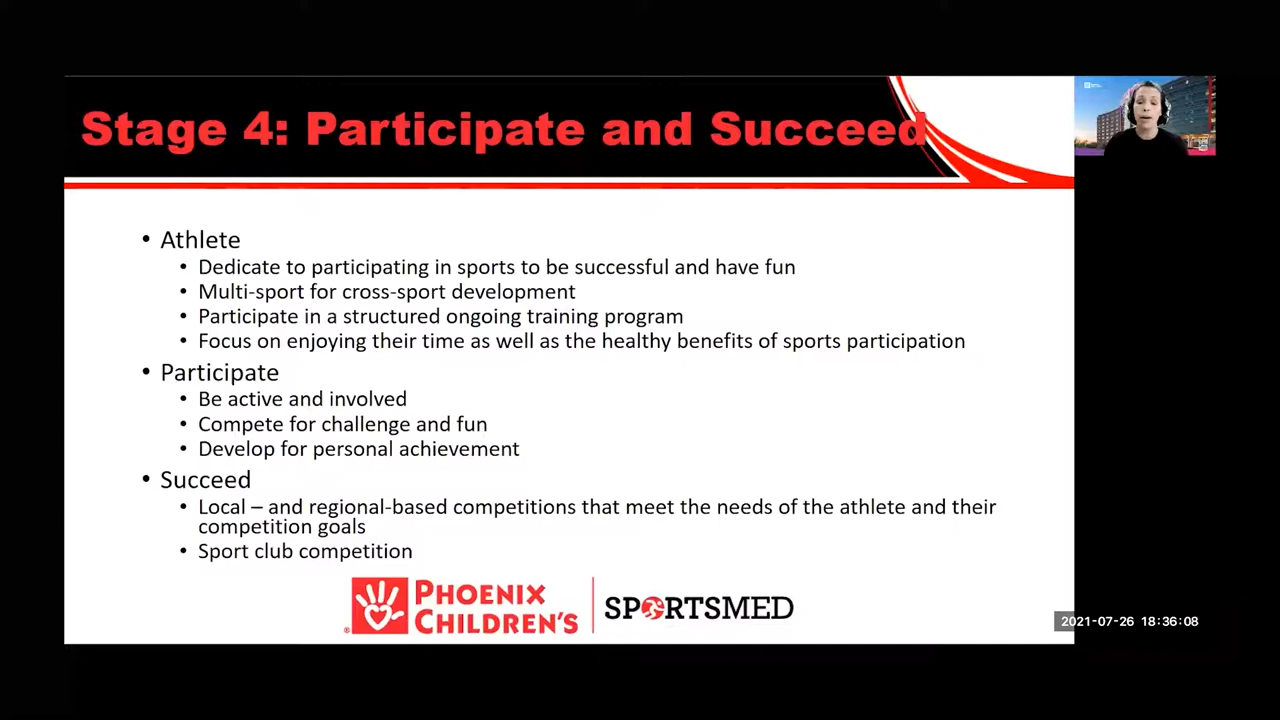 Stage 4: Participate and Succeed
• Athlete
• Dedicate to participating in sports to be successful and have fun
• Multi-sport for cross-sport development
• Participate in a structured ongoing training program
• Focus on enjoying their time as well as the healthy benefits of sports participation
• Participate
• Be active and involved
• Compete for challenge and fun
• Develop for personal achievement
• Succeed
• Local – and regional-based competitions that meet the needs of the athlete and their
competition goals
• Sport club competition
PHOENIX
CHILDREN'S
®
SPORTSMED
2021-07-26 18:36:08